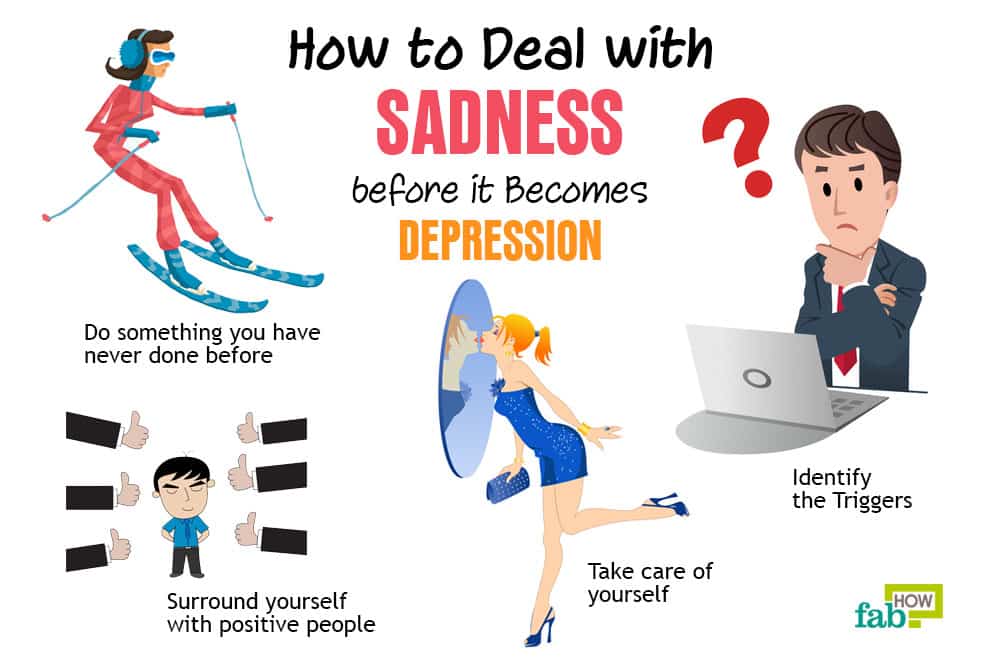 How to Deal with
SADNESS
before it Becomes
DEPRESSION
?
Do something you have
never done before
Identify
the Triggers
Take care of
yourself
Surround yourself
with positive people
fab HOW